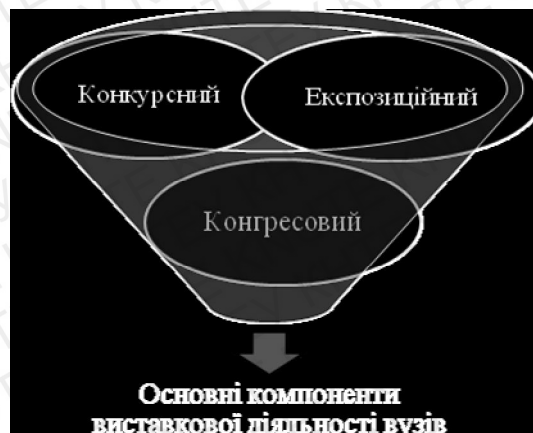 Конкурсний
Експозиційний
Конгресовий
Основні компоненти
виставкової діяльності вузів